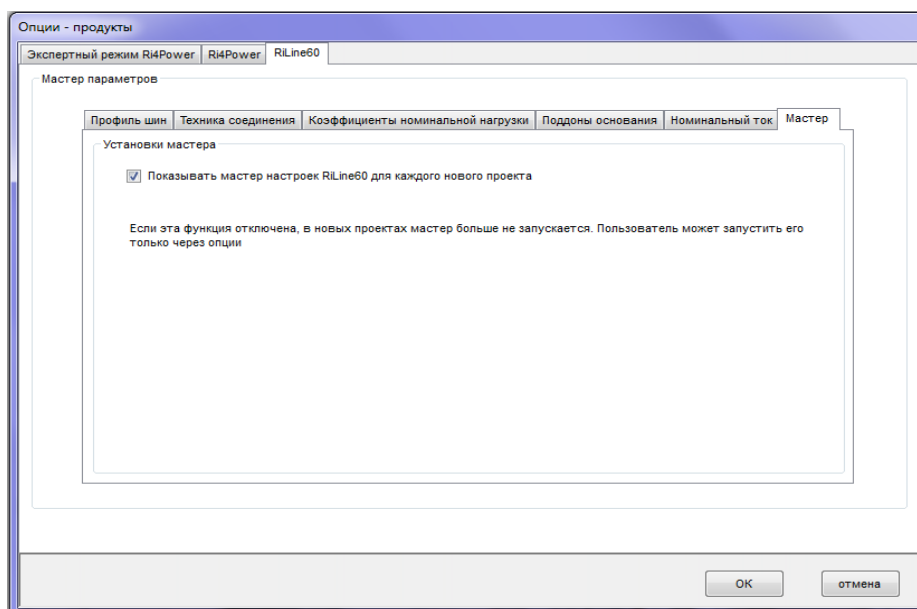 Опции - продукты
Экспертный режим Ri4Power Ri4Power RiLine60
Мастер параметров
Профиль шин Техника соединения Коэффициенты номинальной нагрузки Поддоны основания Номинальный ток Мастер
Установки мастера
Показывать мастер настроек RiLine60 для каждого нового проекта
Если эта функция отключена, в новых проектах мастер больше не запускается. Пользователь может запустить его
только через опции
OK отмена